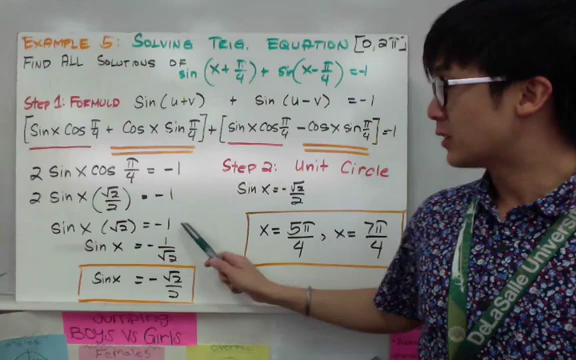 EXAMPLE 5: SOLVING TRIG. EQUATION [0, 2π]
FIND ALL SOLUTIONS OF sin (x + π/4) + sin (x − π/4) = −1
Step 1: FORMULA Sin (u+v) + Sin (u−v) = −1
[Sin x Cos π/4 + Cos x Sin π/4] + [Sin x cos π/4 − Cos x sin π/4] = −1
2 Sin x cos π/4 = −1
2 Sin x (√2/2) = −1
Sin x (√2) = −1
Sin x = − 1/√2
Sin x = − √2/2
Step 2: Unit Circle
Sin x = − √2/2
x = 5π/4 , x = 7π/4
DeLaSalle Universi
Jumping
BOYS VS GIRLS
Females